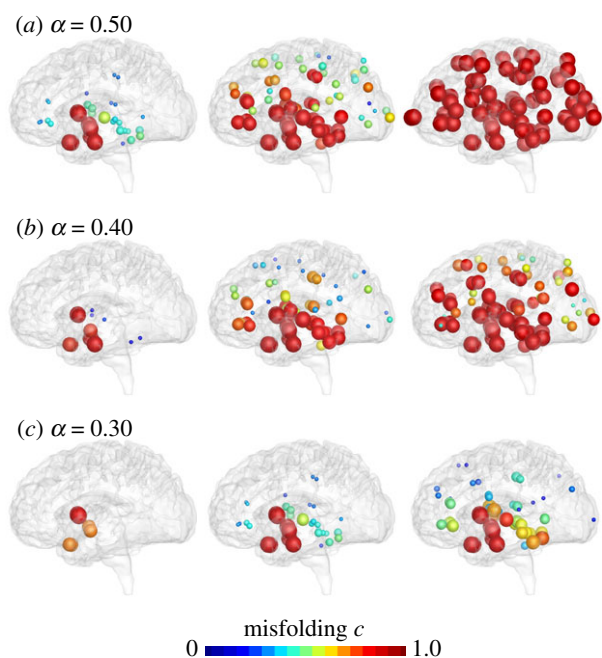 (a) α = 0.50
(b) α = 0.40
(c) α = 0.30
misfolding c
0 1.0